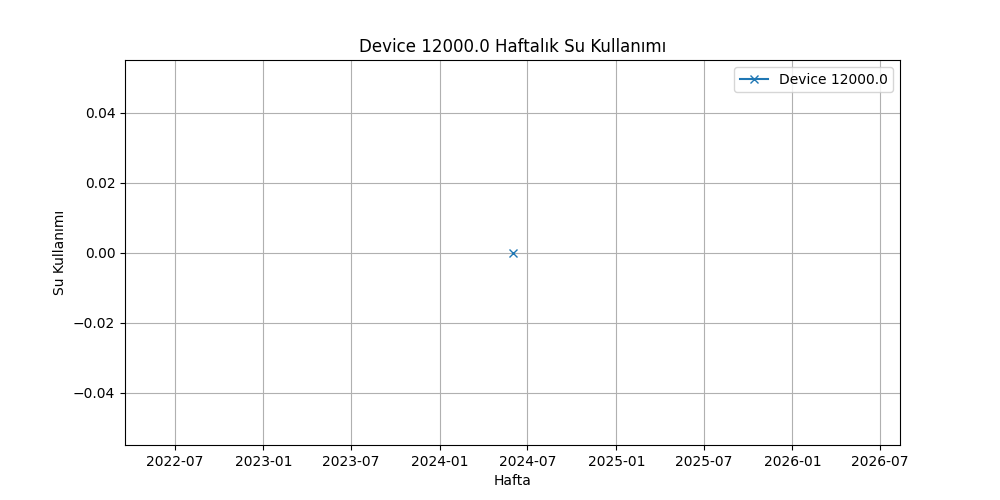 Device 12000.0 Haftalık Su Kullanımı
Device 12000.0
Su Kullanımı
0.04
0.02
0.00
−0.02
−0.04
2022-07 2023-01 2023-07 2024-01 2024-07 2025-01 2025-07 2026-01 2026-07
Hafta